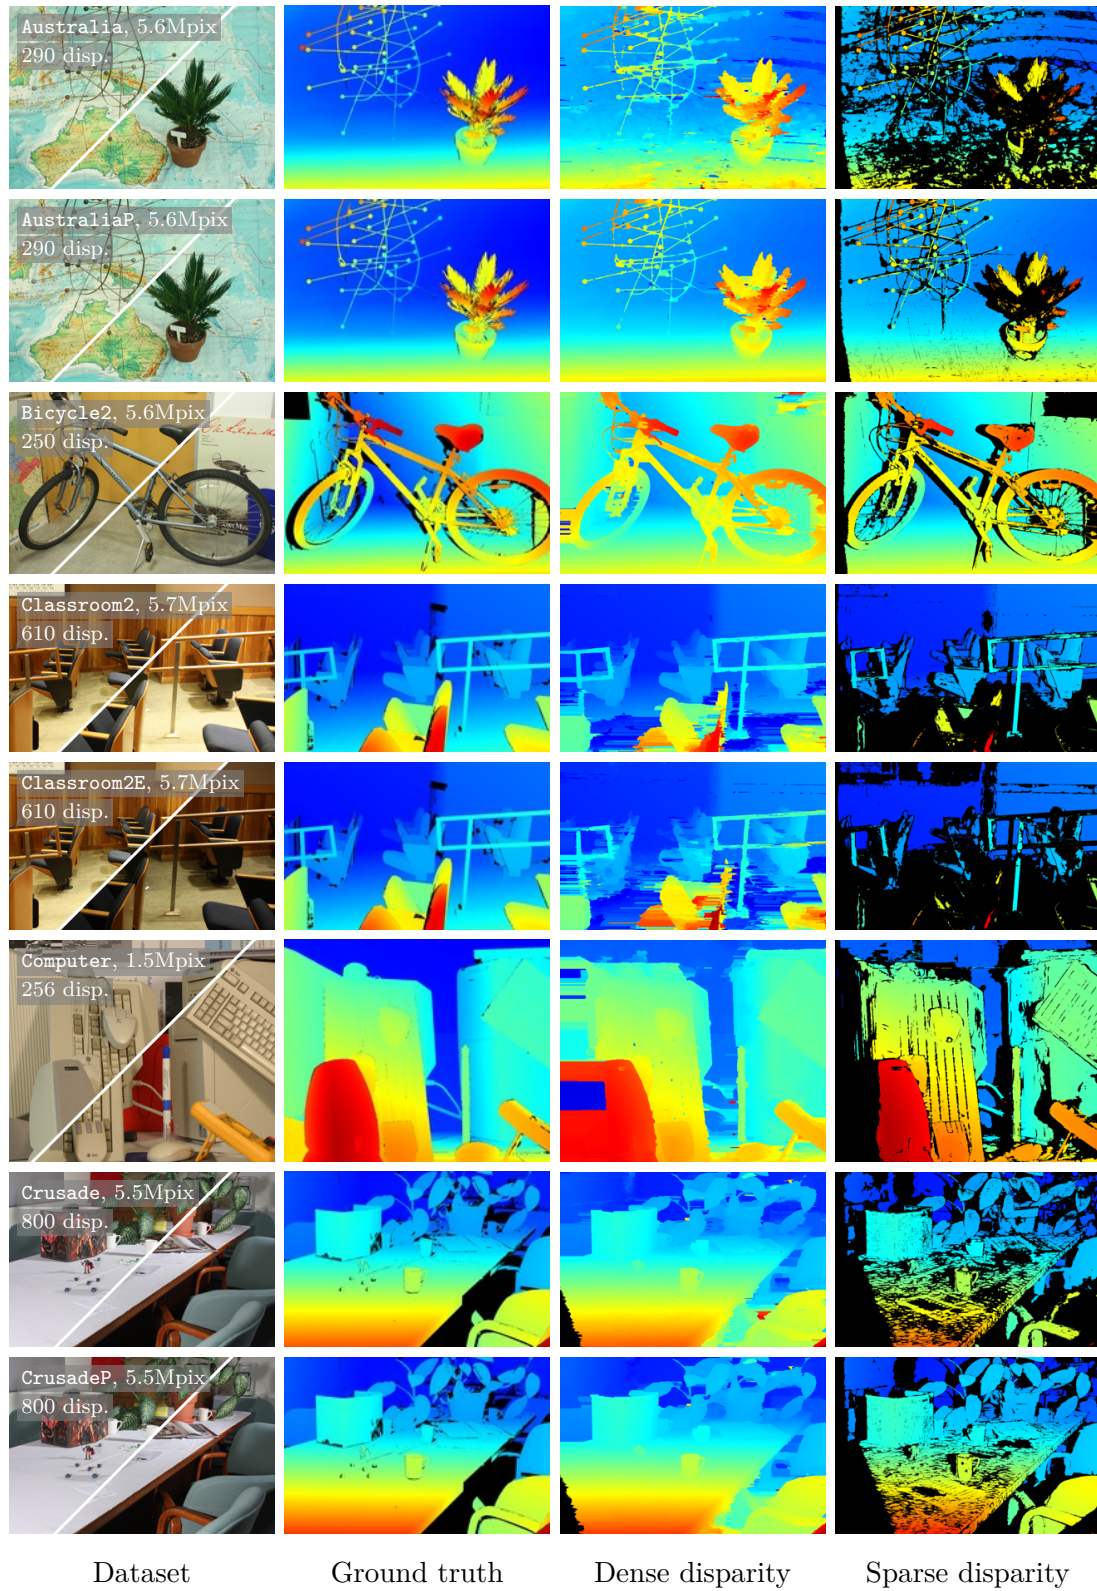 Australia, 5.6Mpix
290 disp.
AustraliaP, 5.6Mpix
290 disp.
Bicycle2, 5.6Mpix
250 disp.
Classroom2, 5.7Mpix
610 disp.
Classroom2E, 5.7Mpix
610 disp.
Computer, 1.5Mpix
256 disp.
Crusade, 5.5Mpix
800 disp.
CrusadeP, 5.5Mpix
800 disp.
Dataset Ground truth Dense disparity Sparse disparity